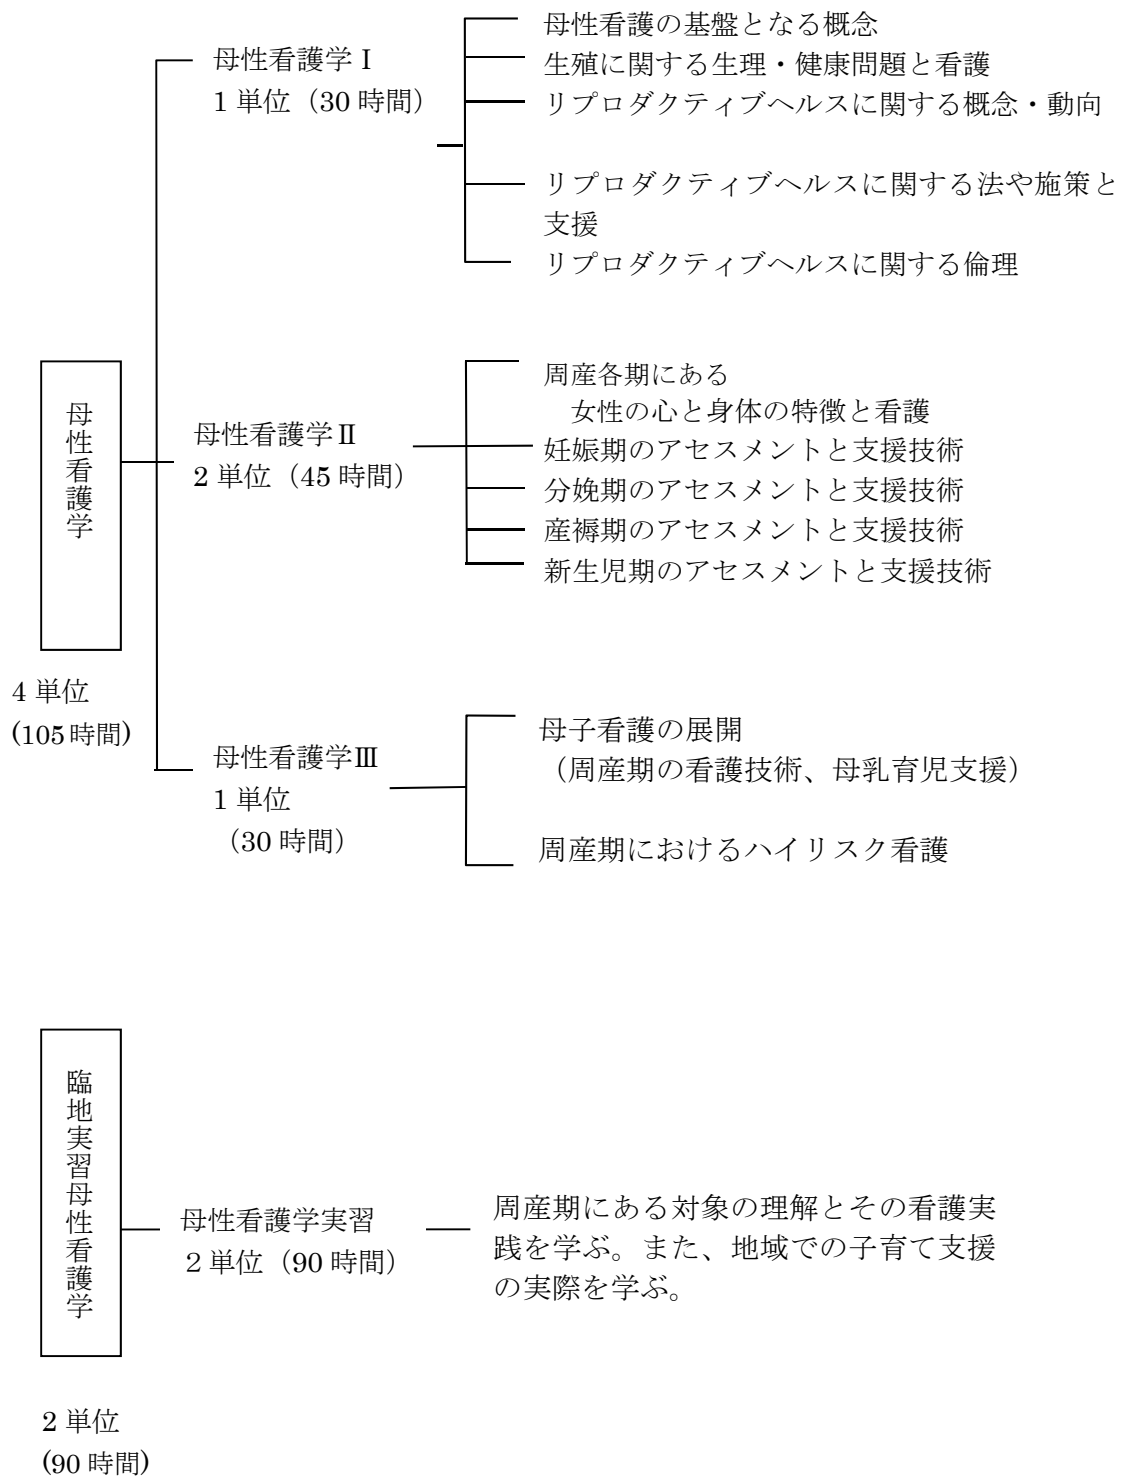 母性看護学
4 単位
(105 時間)
母性看護学Ⅰ
1 単位（30 時間）
母性看護の基盤となる概念
生殖に関する生理・健康問題と看護
リプロダクティブヘルスに関する概念・動向
リプロダクティブヘルスに関する法や施策と
支援
リプロダクティブヘルスに関する倫理
母性看護学Ⅱ
2 単位（45 時間）
周産各期にある
女性の心と身体の特徴と看護
妊娠期のアセスメントと支援技術
分娩期のアセスメントと支援技術
産褥期のアセスメントと支援技術
新生児期のアセスメントと支援技術
母性看護学Ⅲ
1 単位
（30 時間）
母子看護の展開
（周産期の看護技術、母乳育児支援）
周産期におけるハイリスク看護
臨地実習母性看護学
2 単位
(90 時間)
母性看護学実習
２単位（90 時間）
周産期にある対象の理解とその看護実
践を学ぶ。また、地域での子育て支援
の実際を学ぶ。